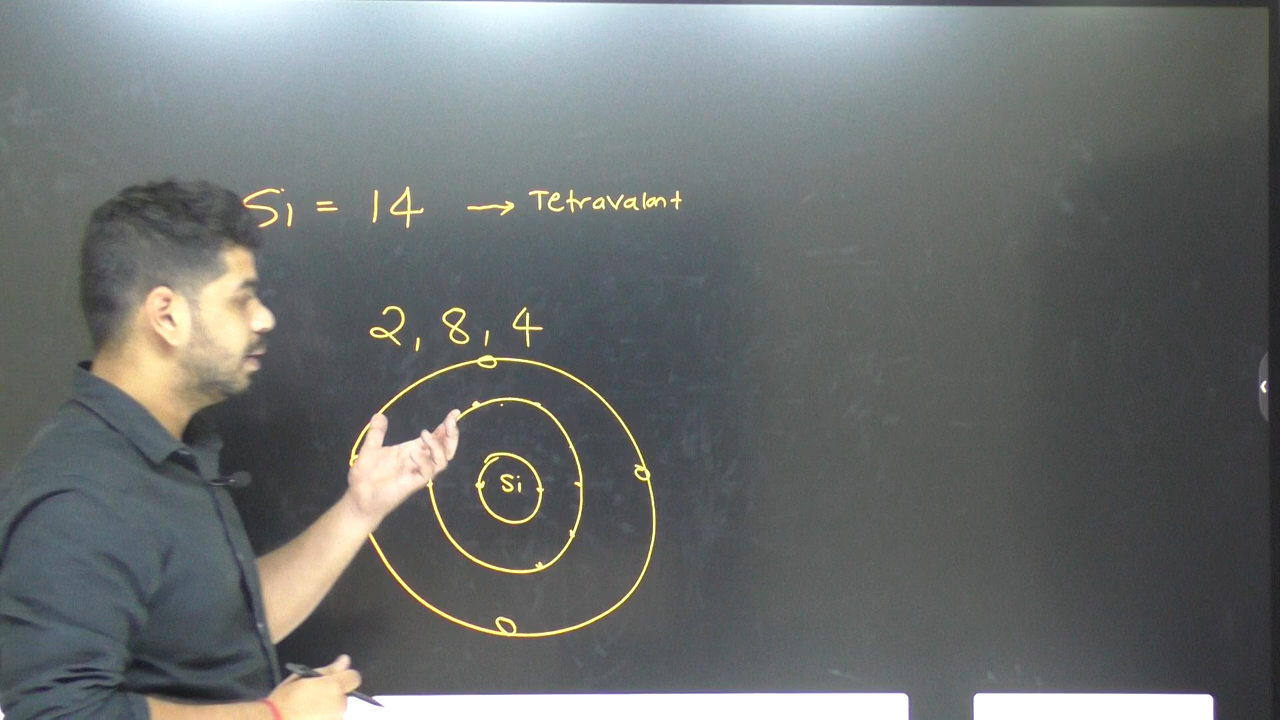 Si = 14 → Tetravalent
2, 8, 4
Si